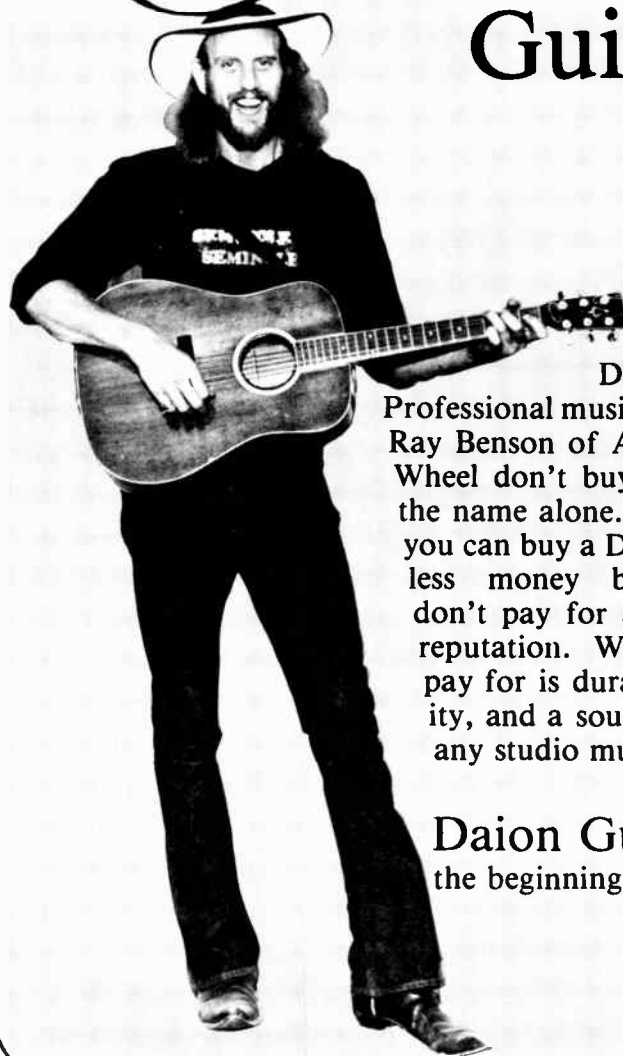 Gui
SEMIN
D
Professional musi
Ray Benson of A
Wheel don't buy
the name alone.
you can buy a D
less money b
don't pay for
reputation. W
pay for is dura
ity, and a sou
any studio mu
Daion Gu
the beginning